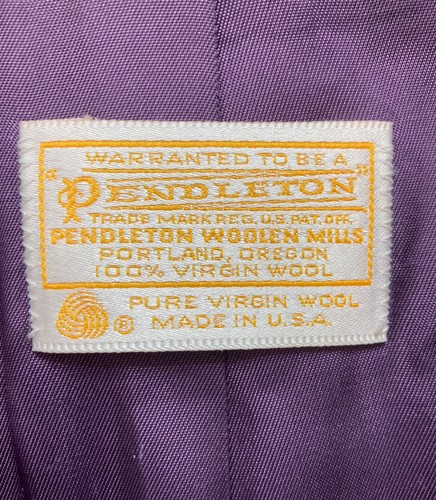 WARRANTED TO BE A
"PENDLETON"
TRADE MARK REG. U.S. PAT. OFF.
PENDLETON WOOLEN MILLS
PORTLAND, OREGON
100% VIRGIN WOOL
® PURE VIRGIN WOOL
MADE IN U.S.A.